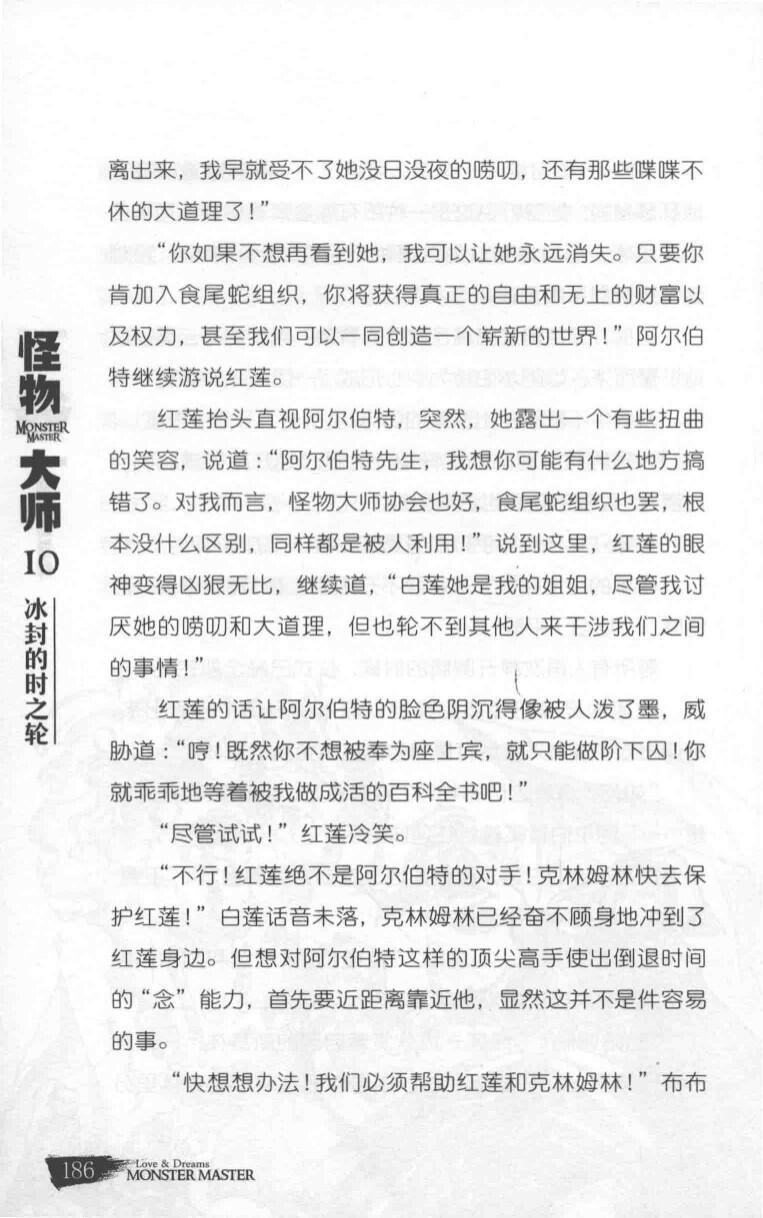 离出来，我早就受不了她没日没夜的唠叨，还有那些喋喋不
休的大道理了！”
“你如果不想再看到她，我可以让她永远消失。只要你
肯加入食尾蛇组织，你将获得真正的自由和无上的财富以
及权力，甚至我们可以一同创造一个崭新的世界！”阿尔伯
特继续游说红莲。
红莲抬头直视阿尔伯特，突然，她露出一个有些扭曲
的笑容，说道：“阿尔伯特先生，我想你可能有什么地方搞
错了。对我而言，怪物大师协会也好，食尾蛇组织也罢，根
本没什么区别，同样都是被人利用！”说到这里，红莲的眼
神变得凶狠无比，继续道，“白莲她是我的姐姐，尽管我讨
厌她的唠叨和大道理，但也轮不到其他人来干涉我们之间
的事情！”
红莲的话让阿尔伯特的脸色阴沉得像被人泼了墨，威
胁道：“哼！既然你不想被奉为座上宾，就只能做阶下囚！你
就乖乖地等着被我做成活的百科全书吧！”
“尽管试试！”红莲冷笑。
“不行！红莲绝不是阿尔伯特的对手！克林姆林快去保
护红莲！”白莲话音未落，克林姆林已经奋不顾身地冲到了
红莲身边。但想对阿尔伯特这样的顶尖高手使出倒退时间
的“念”能力，首先要近距离靠近他，显然这并不是件容易
的事。
“快想想办法！我们必须帮助红莲和克林姆林！”布布
怪物
MONSTER
MASTER
大师
10
冰封的时之轮
186
Love & Dreams
MONSTER MASTER